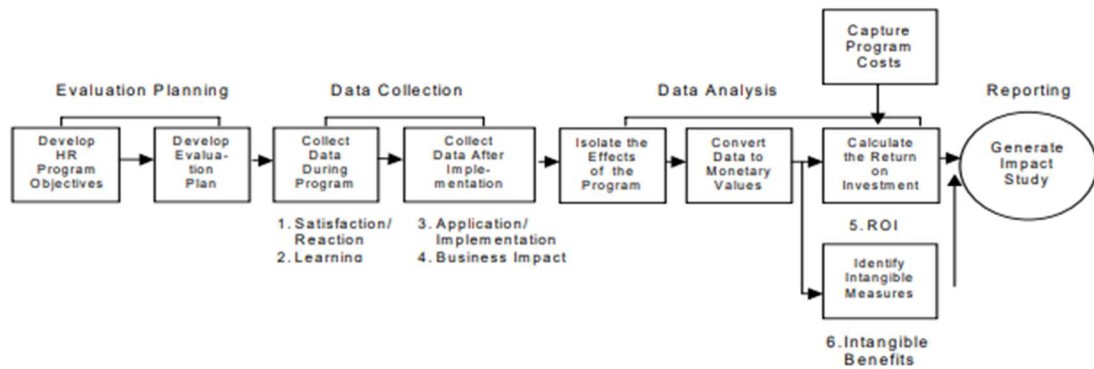 Capture
Program
Costs
Evaluation Planning
Data Collection
Data Analysis
Reporting
Develop
HR
Program
Objectives
Develop
Evalua-
tion
Plan
Collect
Data
During
Program
Collect
Data After
Imple-
mentation
Isolate the
Effects
of the
Program
Convert
Data to
Monetary
Values
Calculate
the Return
on
Investment
Generate
Impact
Study
1. Satisfaction/
Reaction
2. Learning
3. Application/
Implementation
4. Business Impact
5. ROI
Identify
Intangible
Measures
6. Intangible
Benefits